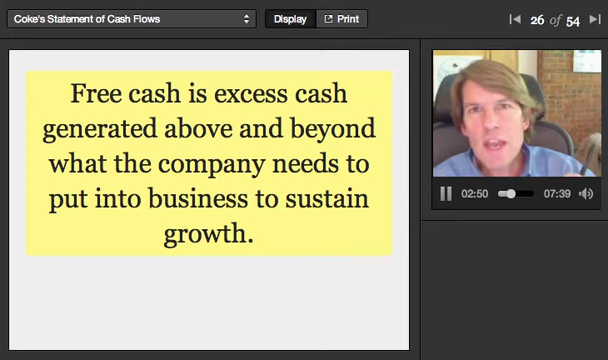 Coke's Statement of Cash Flows
Display
Print
26 of 54
Free cash is excess cash
generated above and beyond
what the company needs to
put into business to sustain
growth.
02:50
07:39